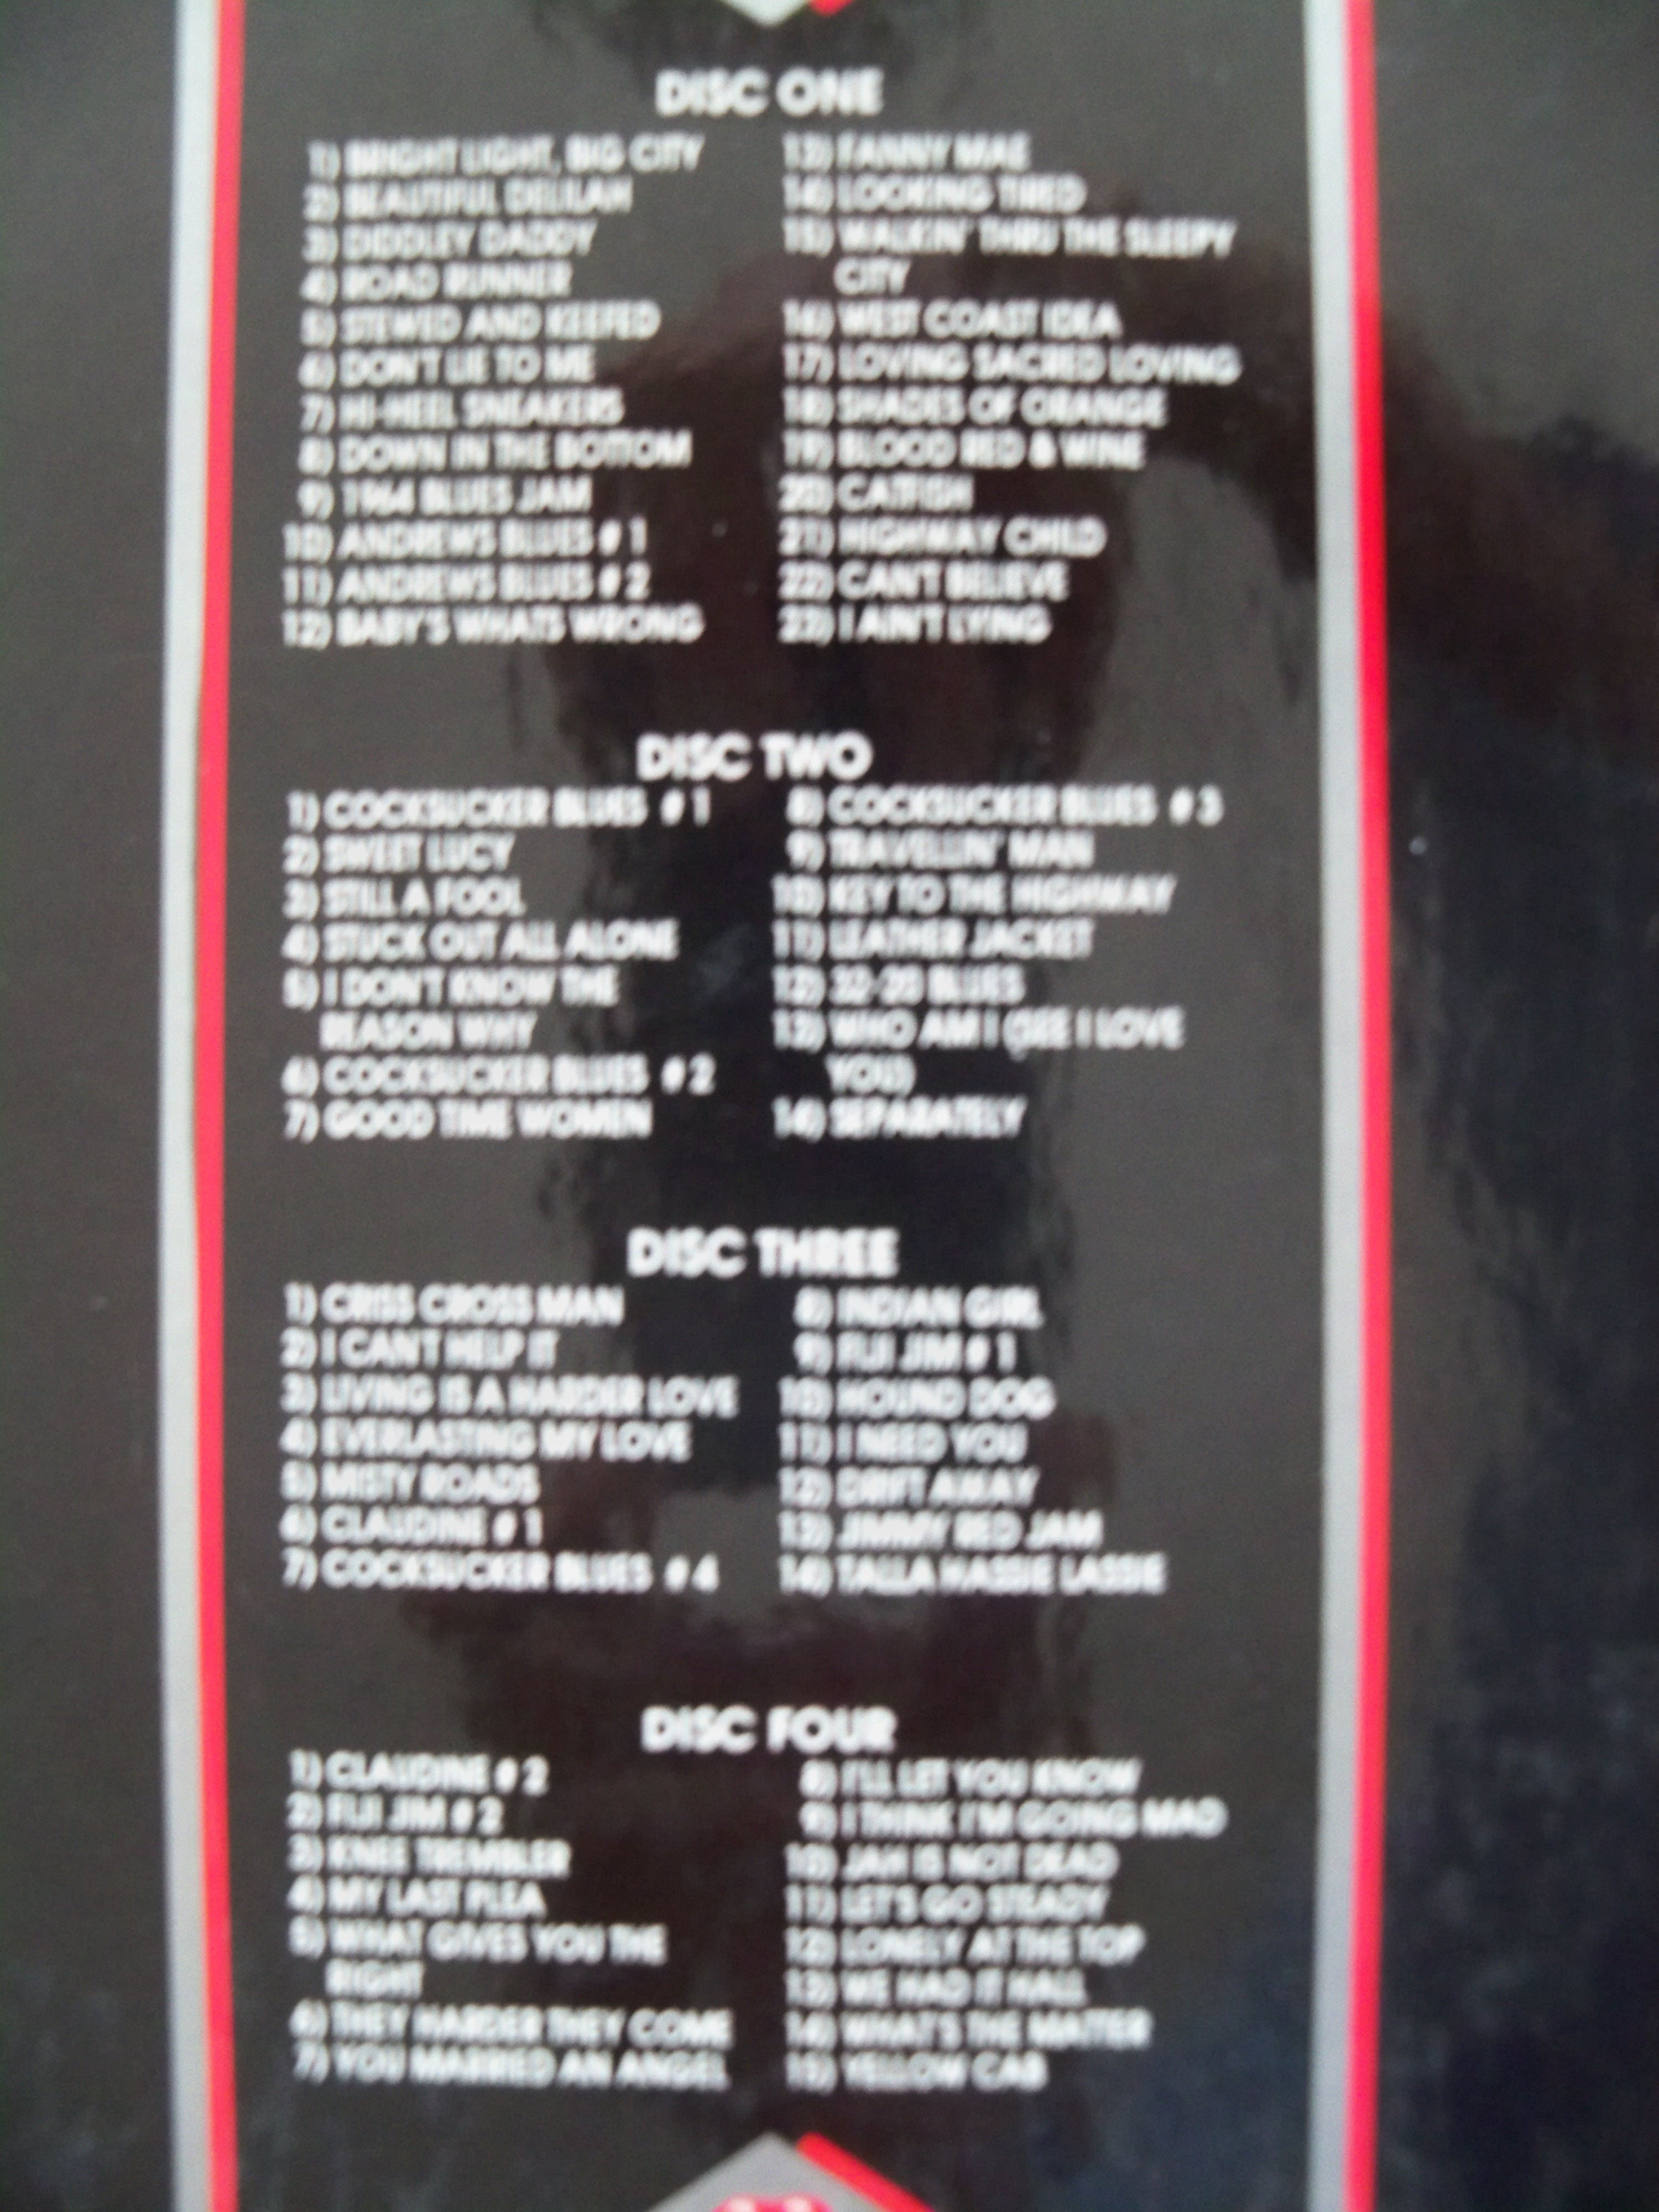 DISC ONE
1) BRIGHT LIGHT, BIG CITY
2) BEAUTIFUL DELILAH
3) DIDDLEY DADDY
4) ROAD RUNNER
5) STEWED AND KEEFED
6) DON'T LIE TO ME
7) HI-HEEL SNEAKERS
8) DOWN IN THE BOTTOM
9) 1964 BLUES JAM
10) ANDREWS BLUES # 1
11) ANDREWS BLUES # 2
12) BABY'S WHATS WRONG
13) FANNY MAE
14) LOOKING TIRED
15) WALKIN' THRU THE SLEEPY
CITY
16) WEST COAST IDEA
17) LOVING SACRED LOVING
18) SHADES OF ORANGE
19) BLOOD RED & WINE
20) CATFISH
21) HIGHWAY CHILD
22) CAN'T BELIEVE
23) I AIN'T LYING
DISC TWO
1) COCKSUCKER BLUES # 1
2) SWEET LUCY
3) STILL A FOOL
4) STUCK OUT ALL ALONE
5) I DON'T KNOW THE
REASON WHY
6) COCKSUCKER BLUES # 2
7) GOOD TIME WOMEN
8) COCKSUCKER BLUES # 3
9) TRAVELLIN' MAN
10) KEY TO THE HIGHWAY
11) LEATHER JACKET
12) 32-20 BLUES
13) WHO AM I (SEE I LOVE
YOU)
14) SEPARATELY
DISC THREE
1) CRISS CROSS MAN
2) I CAN'T HELP IT
3) LIVING IS A HARDER LOVE
4) EVERLASTING MY LOVE
5) MISTY ROADS
6) CLAUDINE # 1
7) COCKSUCKER BLUES # 4
8) INDIAN GIRL
9) FIJI JIM # 1
10) HOUND DOG
11) I NEED YOU
12) DRIFT AWAY
13) JIMMY RED JAM
14) TALLA HASSIE LASSIE
DISC FOUR
1) CLAUDINE # 2
2) FIJI JIM # 2
3) KNEE TREMBLER
4) MY LAST PLEA
5) WHAT GIVES YOU THE
RIGHT
6) THEY HARDER THEY COME
7) YOU MARRIED AN ANGEL
8) I'LL LET YOU KNOW
9) I THINK I'M GOING MAD
10) JAH IS NOT DEAD
11) LET'S GO STEADY
12) LONELY AT THE TOP
13) WE HAD IT HALL
14) WHAT'S THE MATTER
15) YELLOW CAB